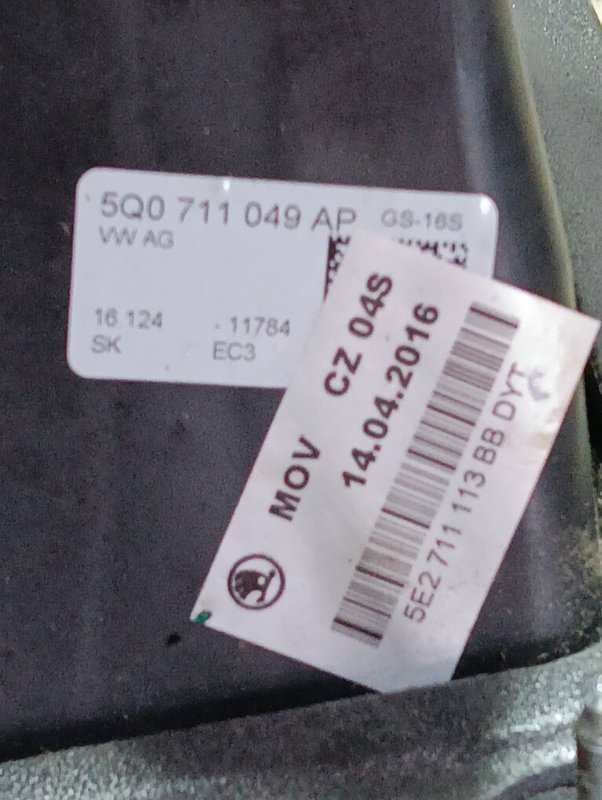 5Q0 711 049 AP GS-16S
VW AG
16 124 - 11784
SK EC3
MOV CZ 04S
14.04.2016
5E2 711 113 BB DYT